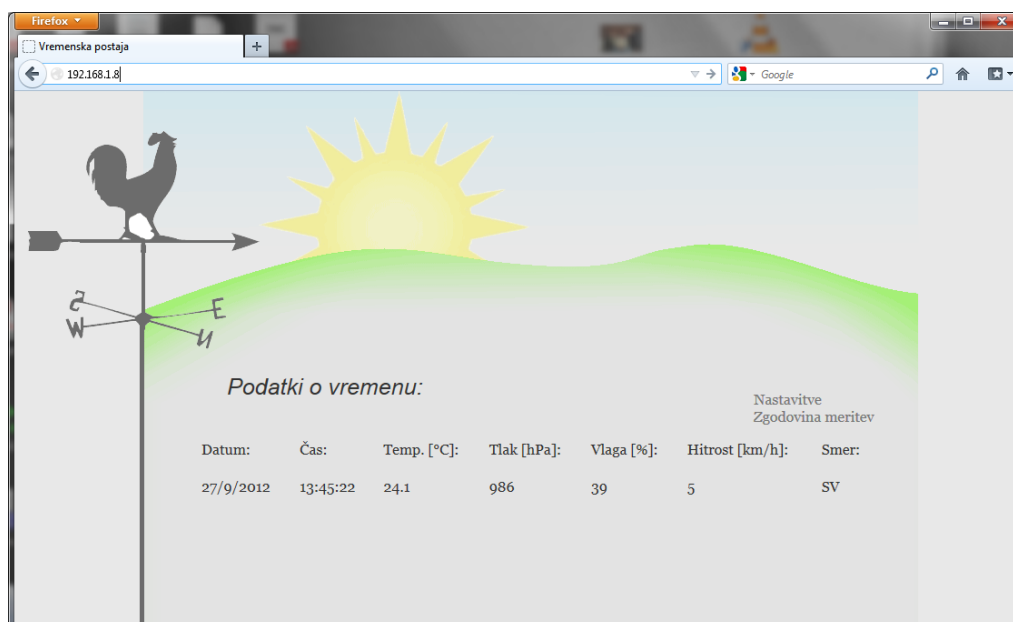 Firefox
Vremenska postaja
192.168.1.8
Google
S
E
W
N
Podatki o vremenu:
Nastavitve
Zgodovina meritev
Datum: Čas: Temp. [°C]: Tlak [hPa]: Vlaga [%]: Hitrost [km/h]: Smer:
27/9/2012 13:45:22 24.1 986 39 5 SV